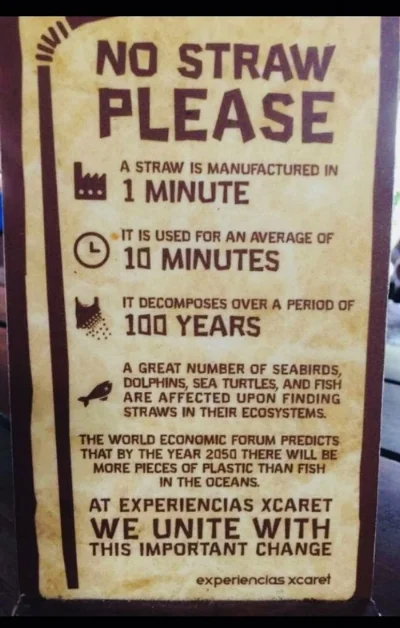 NO STRAW
PLEASE
A STRAW IS MANUFACTURED IN
1 MINUTE
IT IS USED FOR AN AVERAGE OF
10 MINUTES
IT DECOMPOSES OVER A PERIOD OF
100 YEARS
A GREAT NUMBER OF SEABIRDS,
DOLPHINS, SEA TURTLES, AND FISH
ARE AFFECTED UPON FINDING
STRAWS IN THEIR ECOSYSTEMS.
THE WORLD ECONOMIC FORUM PREDICTS
THAT BY THE YEAR 2050 THERE WILL BE
MORE PIECES OF PLASTIC THAN FISH
IN THE OCEANS.
AT EXPERIENCIAS XCARET
WE UNITE WITH
THIS IMPORTANT CHANGE
experiencias xcaret